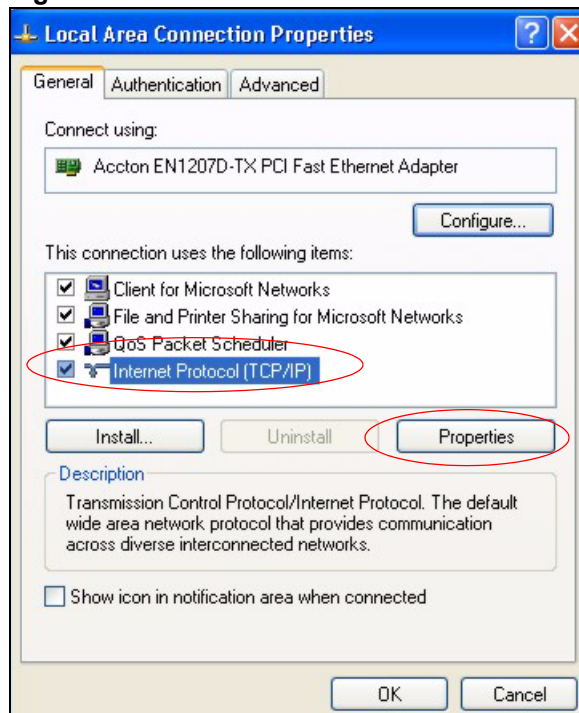 Local Area Connection Properties
General Authentication Advanced
Connect using:
Accton EN1207D-TX PCI Fast Ethernet Adapter
Configure...
This connection uses the following items:
Client for Microsoft Networks
File and Printer Sharing for Microsoft Networks
QoS Packet Scheduler
Internet Protocol (TCP/IP)
Install... Uninstall Properties
Description
Transmission Control Protocol/Internet Protocol. The default
wide area network protocol that provides communication
across diverse interconnected networks.
Show icon in notification area when connected
OK Cancel